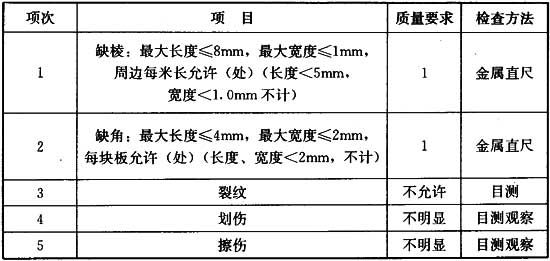 项次 项 目 质量要求 检查方法
1 缺棱：最大长度≤8mm，最大宽度≤1mm，
周边每米长允许（处）（长度<5mm，
宽度<1.0mm不计） 1 金属直尺
2 缺角：最大长度≤4mm，最大宽度≤2mm，
每块板允许（处）（长度、宽度<2mm，不计） 1 金属直尺
3 裂纹 不允许 目测
4 划伤 不明显 目测观察
5 擦伤 不明显 目测观察